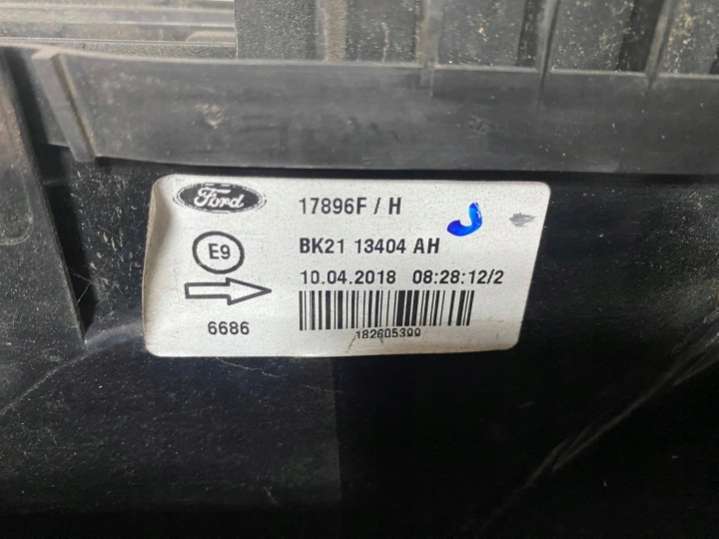 Ford
17896F / H
E9
BK21 13404 AH
10.04.2018 08:28:12/2
6686
182605399